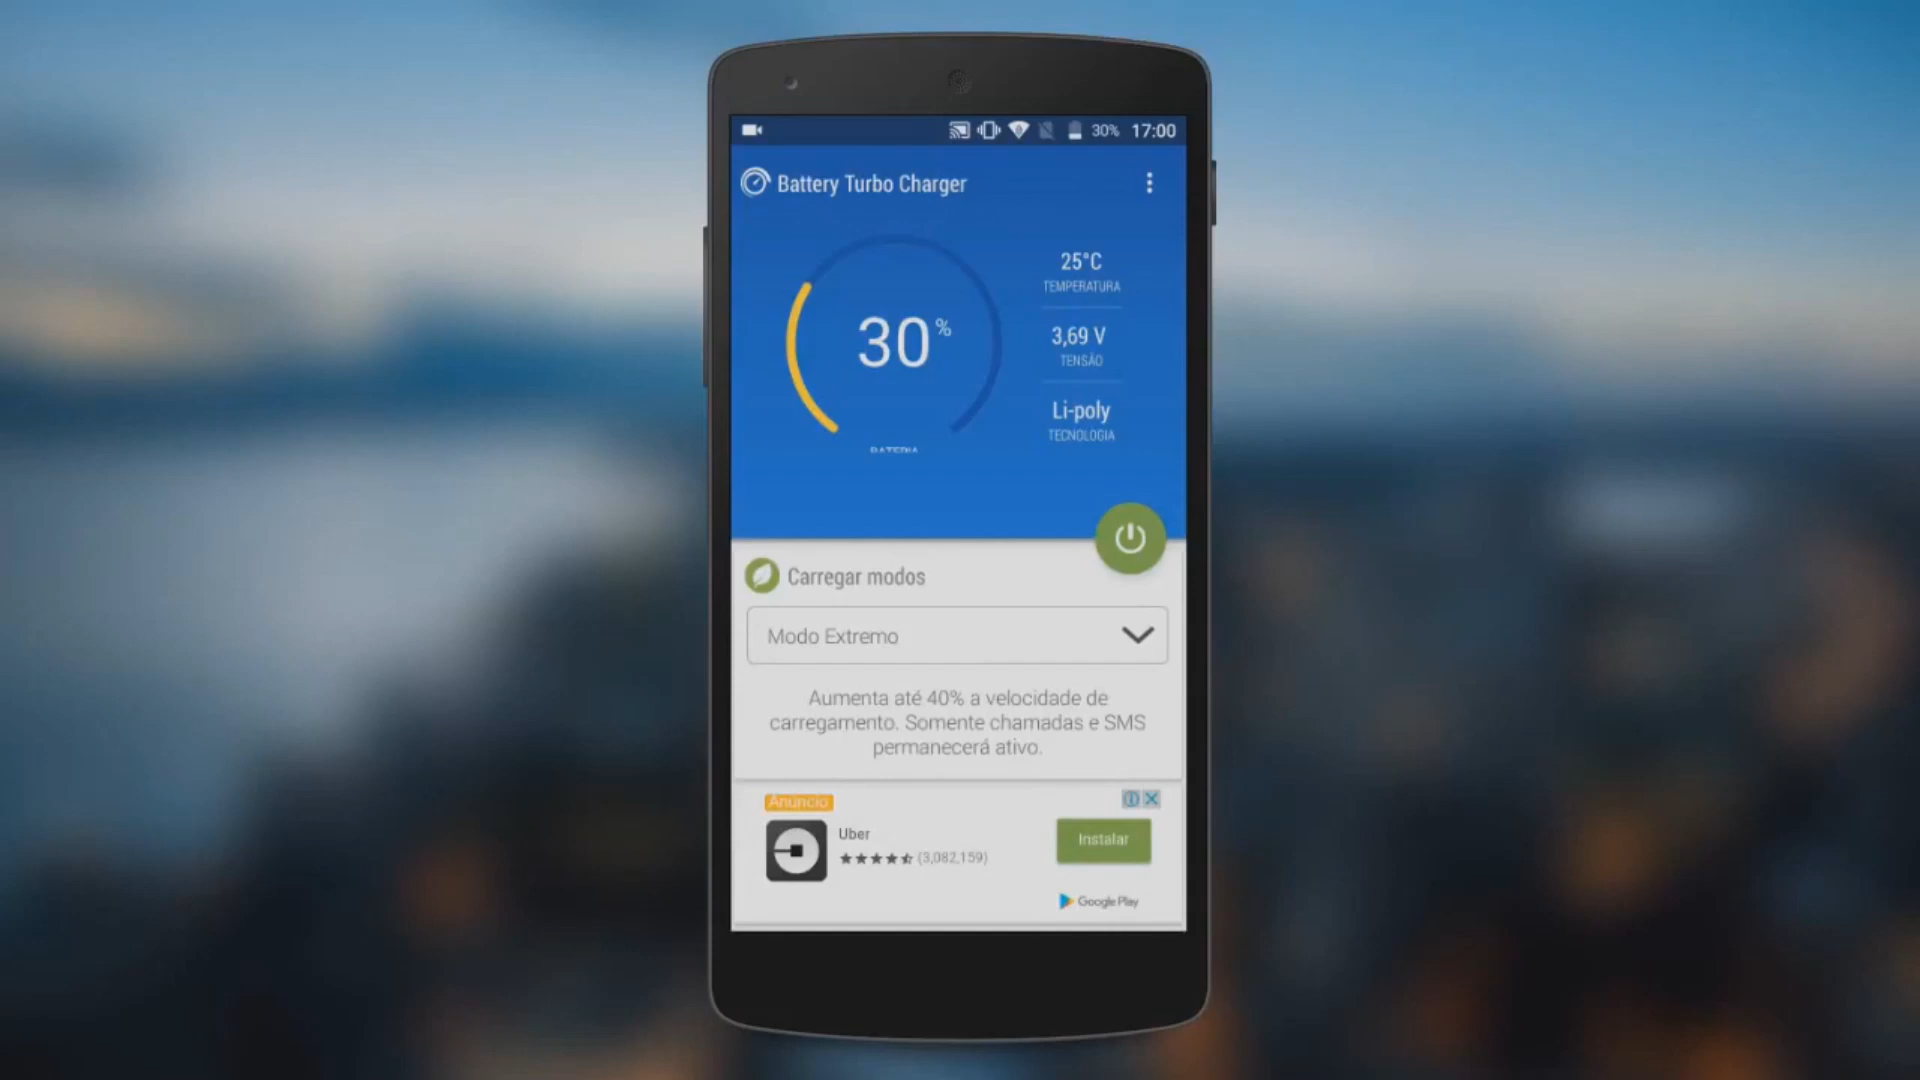 30% 17:00
Battery Turbo Charger
25°C
TEMPERATURA
30%
3,69 V
TENSÃO
Li-poly
TECNOLOGIA
BATERIA
Carregar modos
Modo Extremo
Aumenta até 40% a velocidade de
carregamento. Somente chamadas e SMS
permanecerá ativo.
Anúncio
Uber
(3,082,159)
Instalar
Google Play